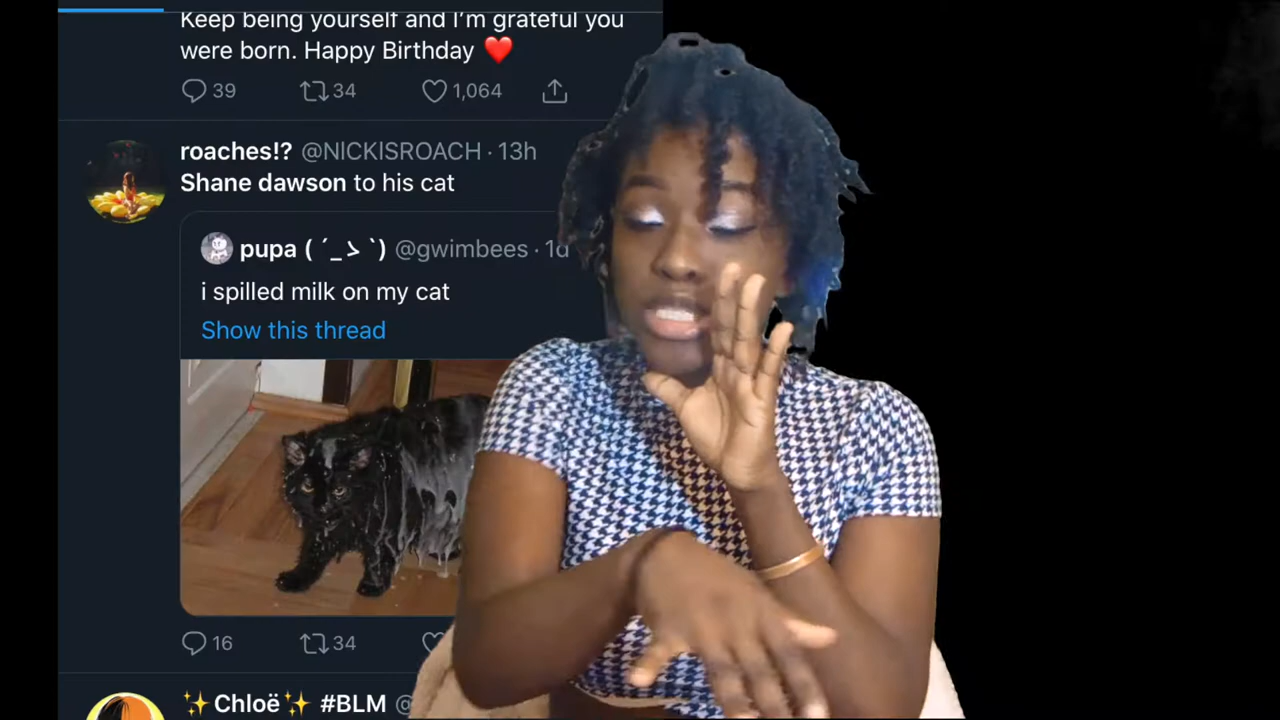 Keep being yourself and I'm grateful you
were born. Happy Birthday ❤️
39 34 1,064
roaches!? @NICKISROACH · 13h
Shane dawson to his cat
pupa ( ´_ゝ`) @gwimbees · 1d
i spilled milk on my cat
Show this thread
16 34
✨Chloë✨ #BLM @